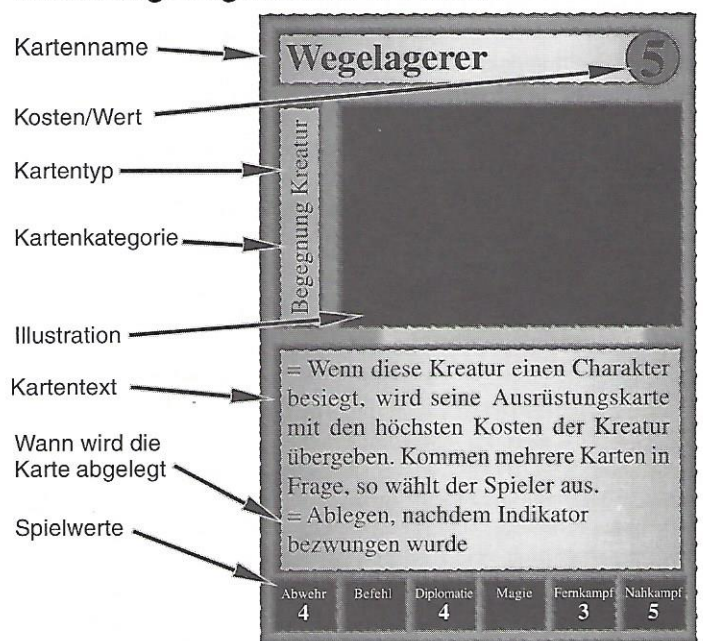 Kartenname
Kosten/Wert
Kartentyp
Kartenkategorie
Illustration
Kartentext
Wann wird die
Karte abgelegt
Spielwerte
Wegelagerer
5
Begegnung Kreatur
= Wenn diese Kreatur einen Charakter
besiegt, wird seine Ausrüstungskarte
mit den höchsten Kosten der Kreatur
übergeben. Kommen mehrere Karten in
Frage, so wählt der Spieler aus.
= Ablegen, nachdem Indikator
bezwungen wurde
Abwehr Befehl Diplomatie Magie Fernkampf Nahkampf
4 4 3 5